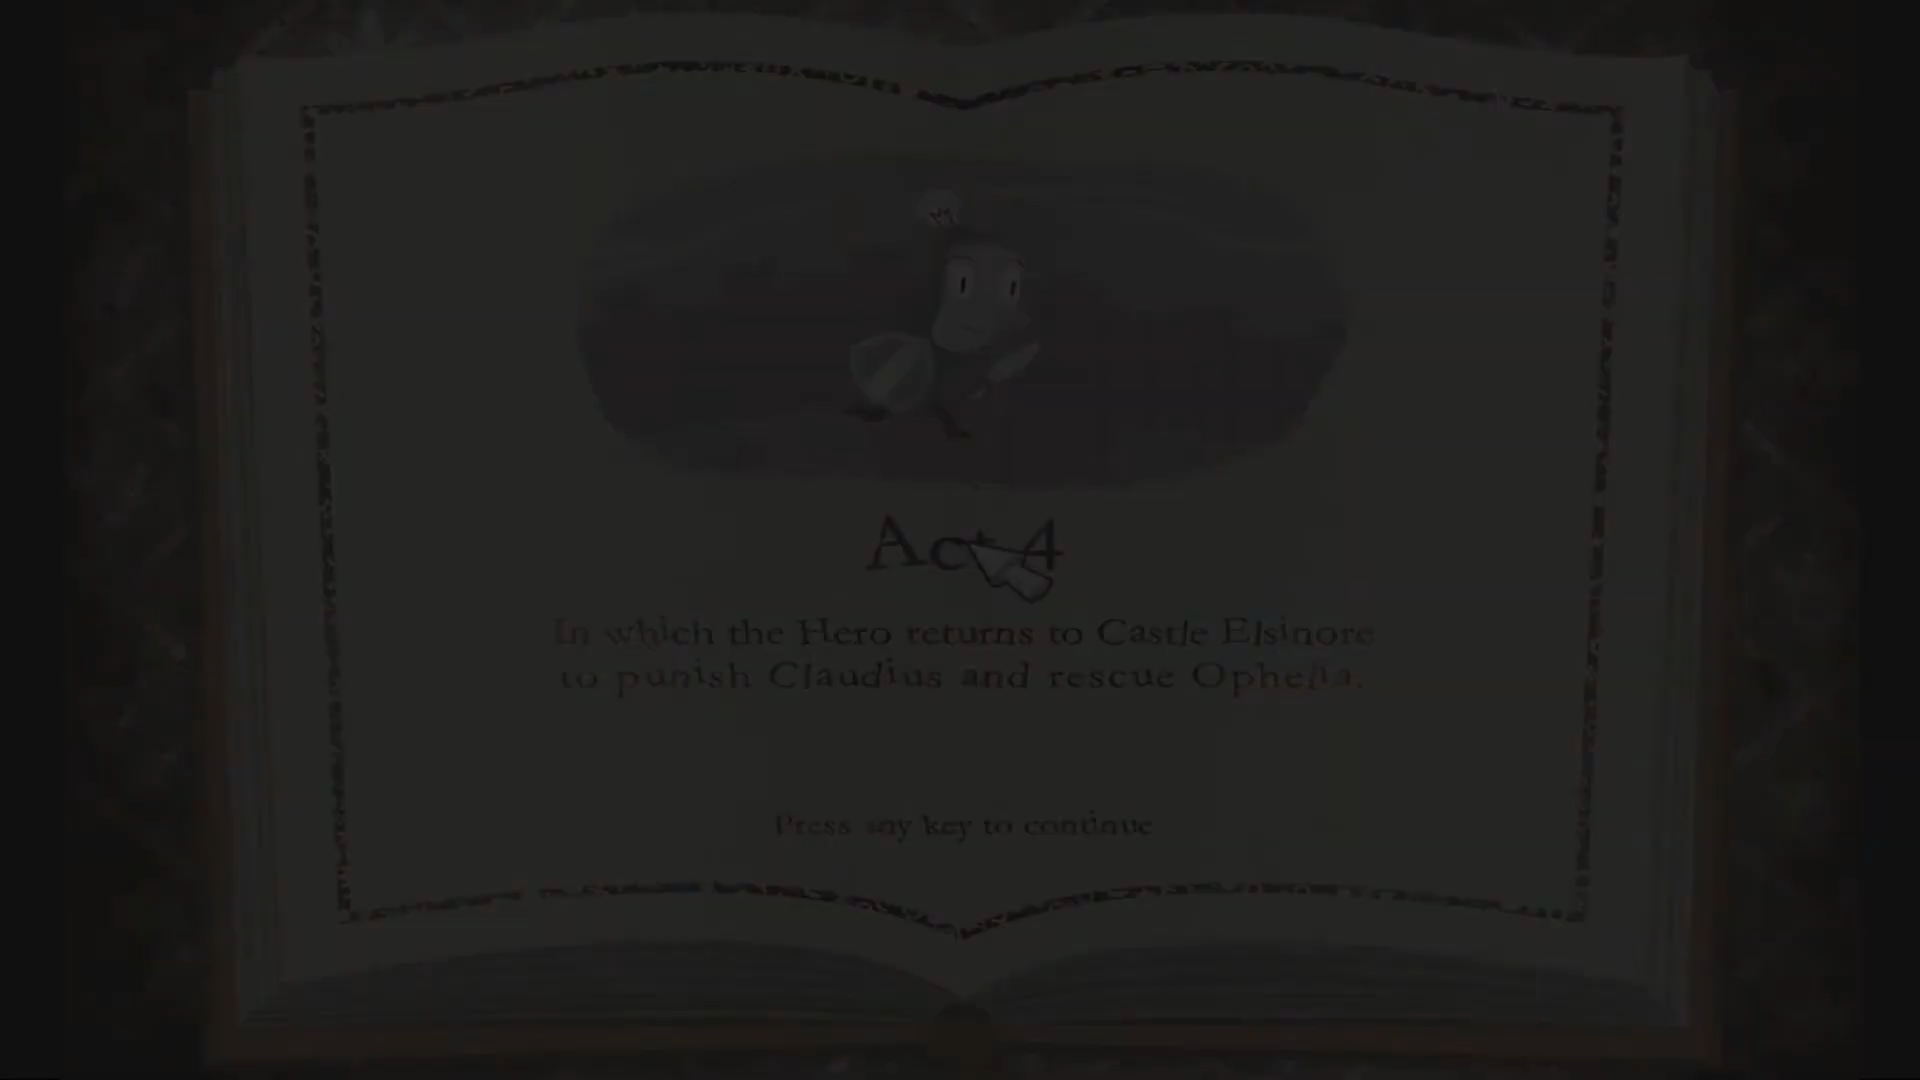 Act 4
In which the Hero returns to Castle Elsinore
to punish Claudius and rescue Ophelia.
Press any key to continue